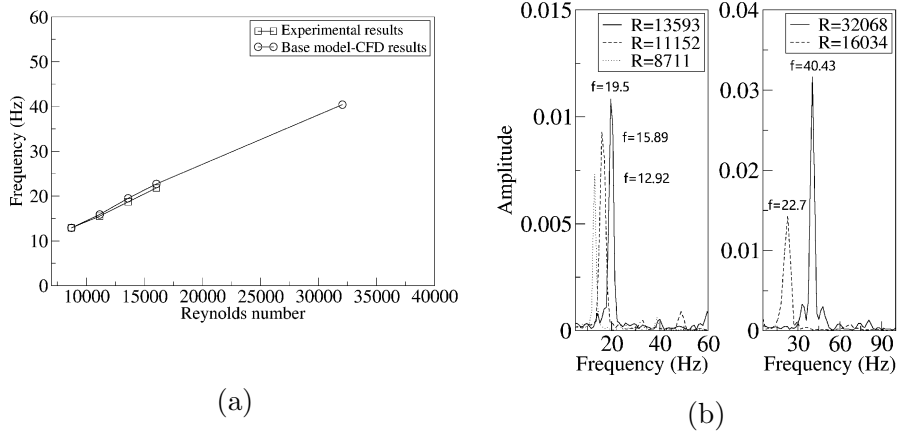 60
50
40
30
20
10
0
Frequency (Hz)
Experimental results
Base model-CFD results
10000 15000 20000 25000 30000 35000 40000
Reynolds number
(a)
0.015
0.01
0.005
0
Amplitude
R=13593
R=11152
R=8711
f=19.5
f=15.89
f=12.92
20 40 60
Frequency (Hz)
0.04
0.03
0.02
0.01
0
R=32068
R=16034
f=40.43
f=22.7
30 60 90
Frequency (Hz)
(b)